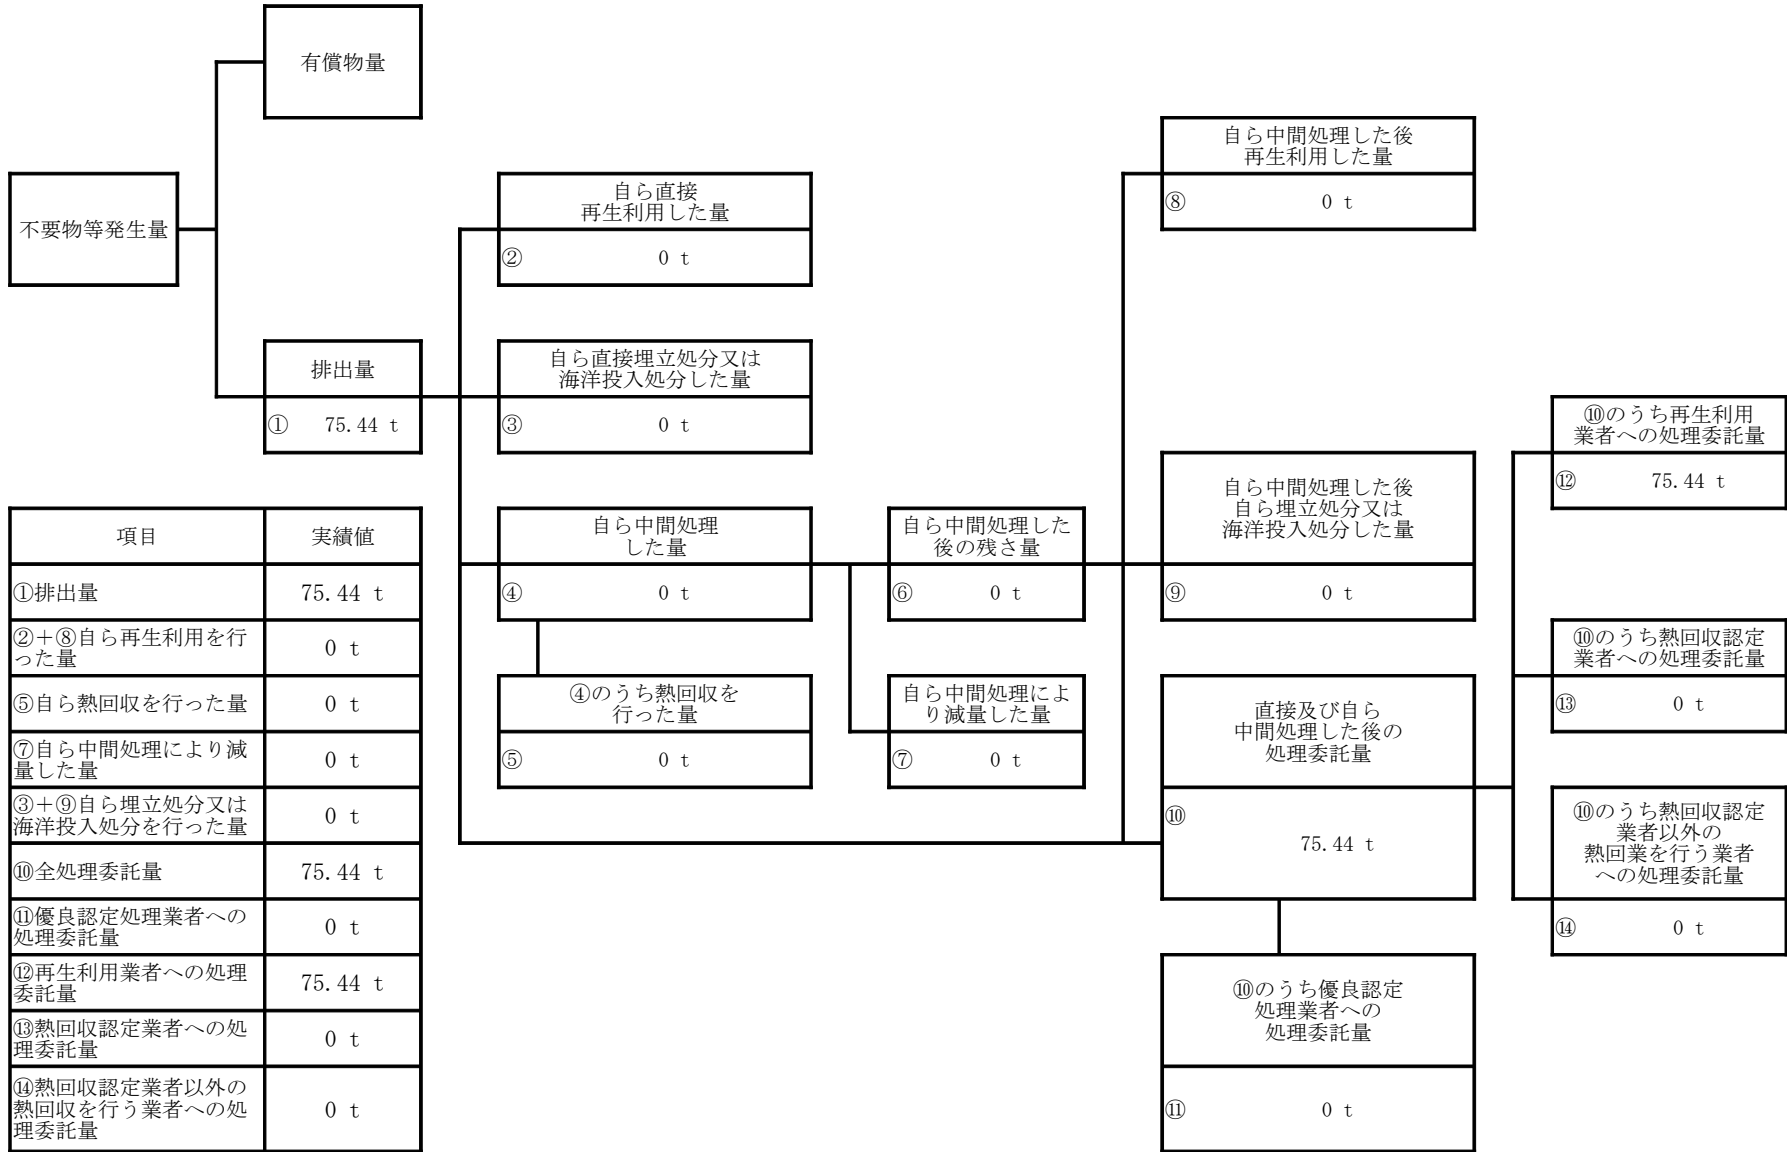 有償物量
不要物等発生量
排出量
① 75.44 t
自ら直接
再生利用した量
② 0 t
自ら直接埋立処分又は
海洋投入処分した量
③ 0 t
自ら中間処理
した量
④ 0 t
④のうち熱回収を
行った量
⑤ 0 t
自ら中間処理した
後の残さ量
⑥ 0 t
自ら中間処理によ
り減量した量
⑦ 0 t
自ら中間処理した後
再生利用した量
⑧ 0 t
自ら中間処理した後
自ら埋立処分又は
海洋投入処分した量
⑨ 0 t
直接及び自ら
中間処理した後の
処理委託量
⑩
75.44 t
⑩のうち優良認定
処理業者への
処理委託量
⑪ 0 t
⑩のうち再生利用
業者への処理委託量
⑫ 75.44 t
⑩のうち熱回収認定
業者への処理委託量
⑬ 0 t
⑩のうち熱回収認定
業者以外の
熱回業を行う業者
への処理委託量
⑭ 0 t
項目 実績値
①排出量 75.44 t
②+⑧自ら再生利用を行
った量 0 t
⑤自ら熱回収を行った量 0 t
⑦自ら中間処理により減
量した量 0 t
③+⑨自ら埋立処分又は
海洋投入処分を行った量 0 t
⑩全処理委託量 75.44 t
⑪優良認定処理業者への
処理委託量 0 t
⑫再生利用業者への処理
委託量 75.44 t
⑬熱回収認定業者への処
理委託量 0 t
⑭熱回収認定業者以外の
熱回収を行う業者への処
理委託量 0 t